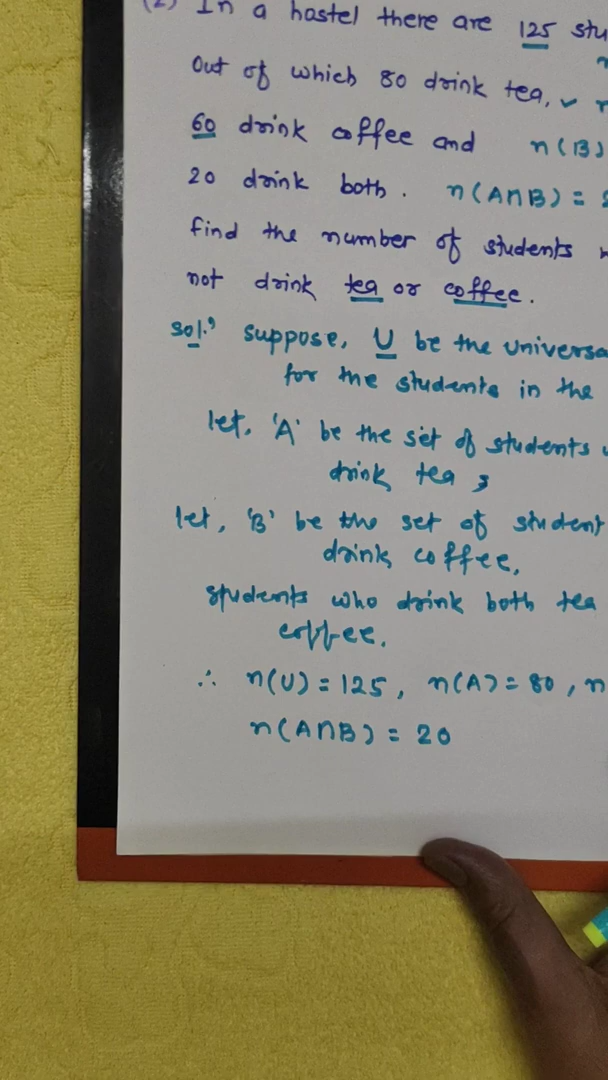 (2) In a hostel there are 125 stu
Out of which 80 drink tea,
60 drink coffee and n(B)
20 drink both. n(A∩B) =
find the number of students
not drink tea or coffee.
Sol. suppose, U be the universa
for the students in the
let, 'A' be the set of students
drink tea ;
let, 'B' be the set of student
drink coffee,
students who drink both tea
coffee.
∴ n(U) = 125, n(A) = 80, n
n(A∩B) = 20